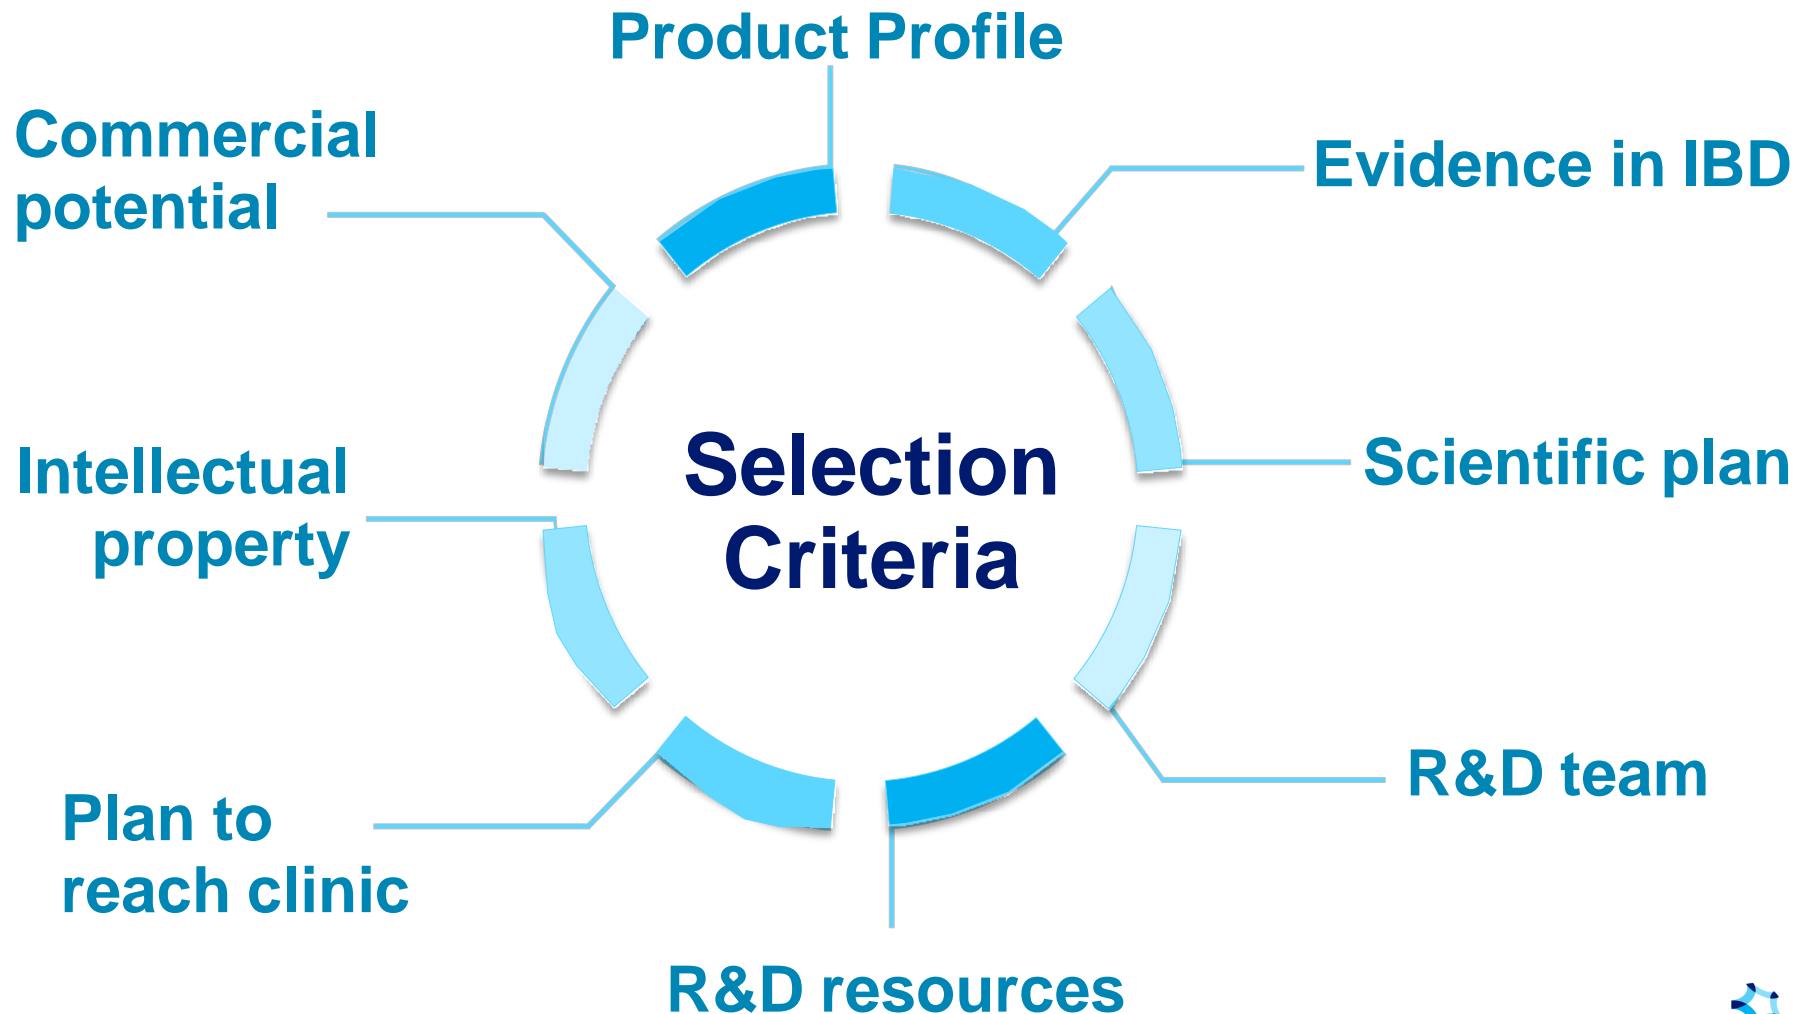 Product Profile
Commercial
potential
Evidence in IBD
Intellectual
property
Selection
Criteria
Scientific plan
Plan to
reach clinic
R&D team
R&D resources